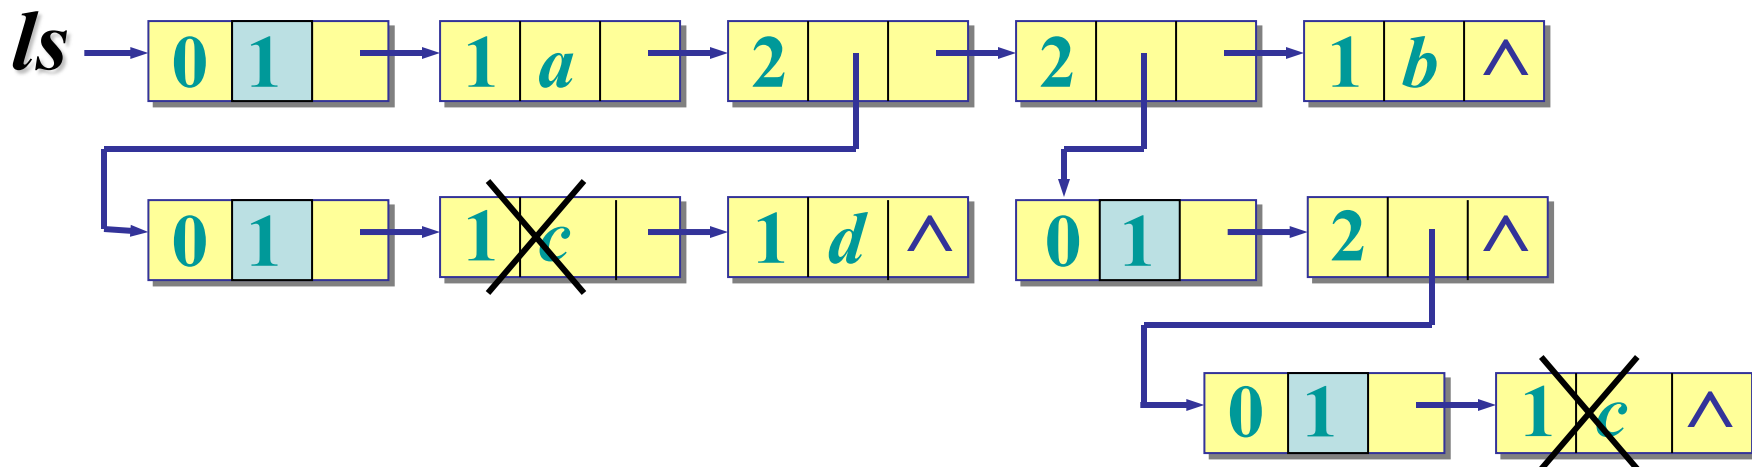 ls 0 1 1 a 2 2 1 b ∧
0 1 1 c 1 d ∧ 0 1 2 ∧
0 1 1 c ∧